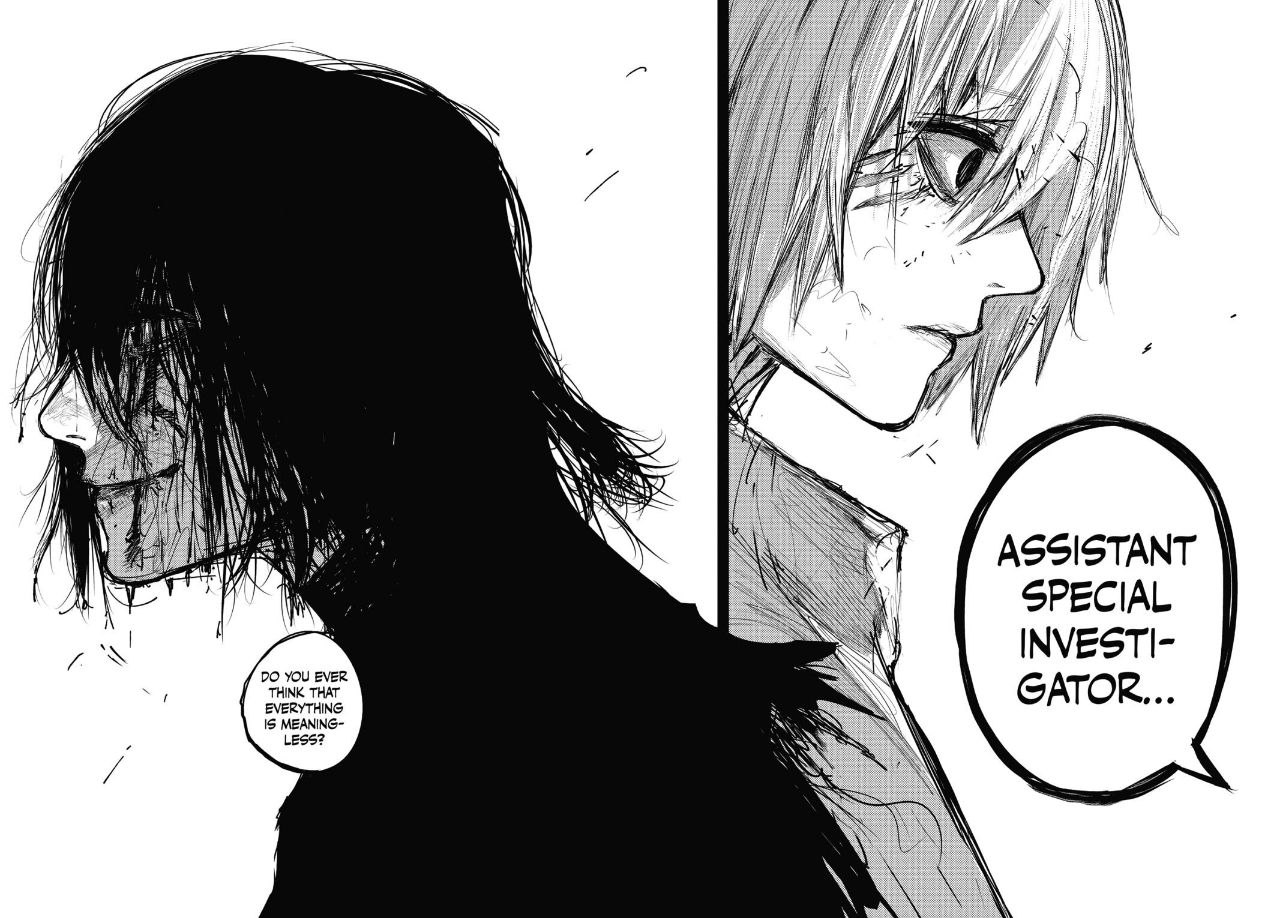 ASSISTANT
SPECIAL
INVESTI-
GATOR...
DO YOU EVER
THINK THAT
EVERYTHING
IS MEANING-
LESS?